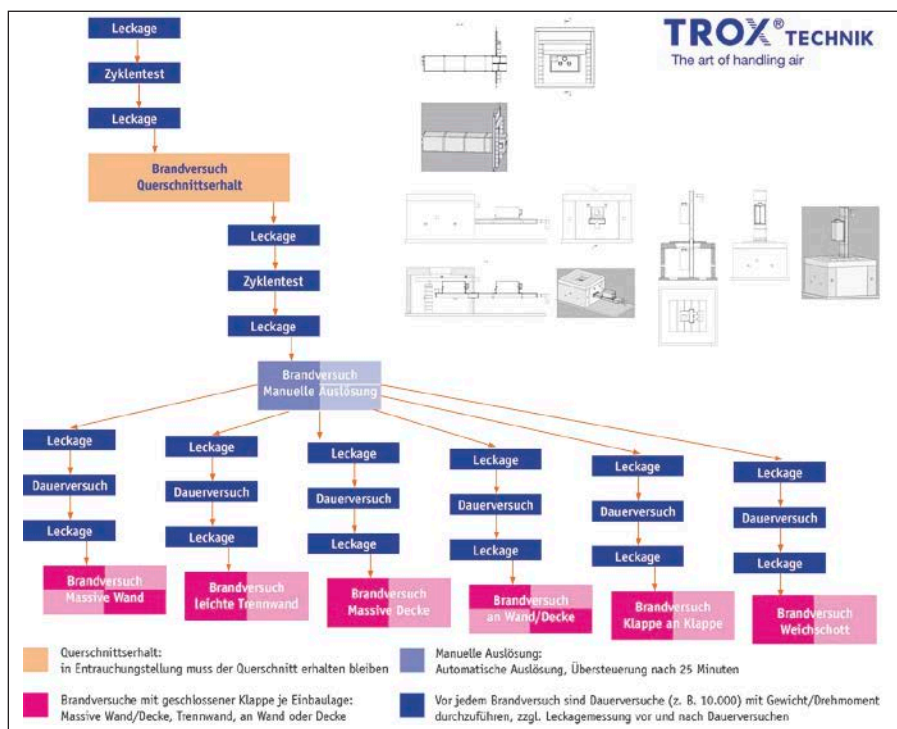 TROX® TECHNIK
The art of handling air
Leckage
Zyklentest
Leckage
Brandversuch
Querschnittserhalt
Leckage
Zyklentest
Leckage
Brandversuch
Manuelle Auslösung
Leckage
Dauerversuch
Leckage
Brandversuch
Massive Wand
Leckage
Dauerversuch
Leckage
Brandversuch
leichte Trennwand
Leckage
Dauerversuch
Leckage
Brandversuch
Massive Decke
Leckage
Dauerversuch
Leckage
Brandversuch
an Wand/Decke
Leckage
Dauerversuch
Leckage
Brandversuch
Klappe an Klappe
Leckage
Dauerversuch
Leckage
Brandversuch
Weichschott
Querschnittserhalt:
in Entrauchungstellung muss der Querschnitt erhalten bleiben
Manuelle Auslösung:
Automatische Auslösung, Übersteuerung nach 25 Minuten
Brandversuche mit geschlossener Klappe je Einbaulage:
Massive Wand/Decke, Trennwand, an Wand oder Decke
Vor jedem Brandversuch sind Dauerversuche (z. B. 10.000) mit Gewicht/Drehmoment
durchzuführen, zzgl. Leckagemessung vor und nach Dauerversuchen